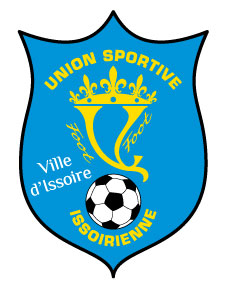 UNION SPORTIVE
foot
foot
Ville
d'Issoire
ISSOIRIENNE